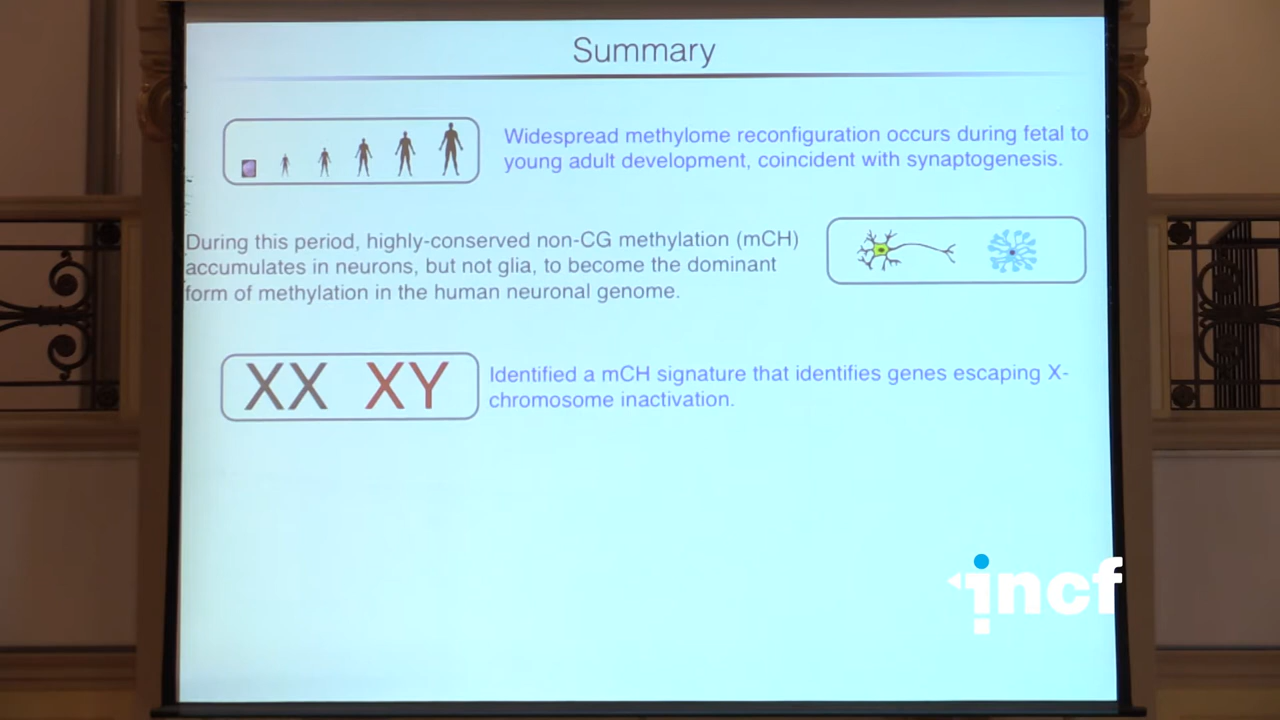 Summary
Widespread methylome reconfiguration occurs during fetal to
young adult development, coincident with synaptogenesis.
During this period, highly-conserved non-CG methylation (mCH)
accumulates in neurons, but not glia, to become the dominant
form of methylation in the human neuronal genome.
XX XY
Identified a mCH signature that identifies genes escaping X-
chromosome inactivation.
incf